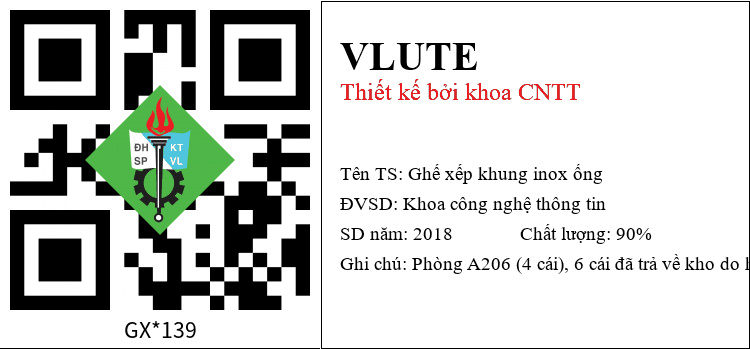 ĐH KT
SP VL
GX*139
VLUTE
Thiết kế bởi khoa CNTT
Tên TS: Ghế xếp khung inox ống
ĐVSD: Khoa công nghệ thông tin
SD năm: 2018 Chất lượng: 90%
Ghi chú: Phòng A206 (4 cái), 6 cái đã trả về kho do